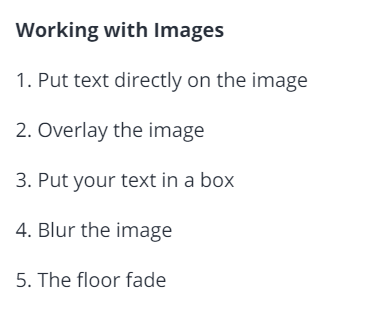 Working with Images
1. Put text directly on the image
2. Overlay the image
3. Put your text in a box
4. Blur the image
5. The floor fade